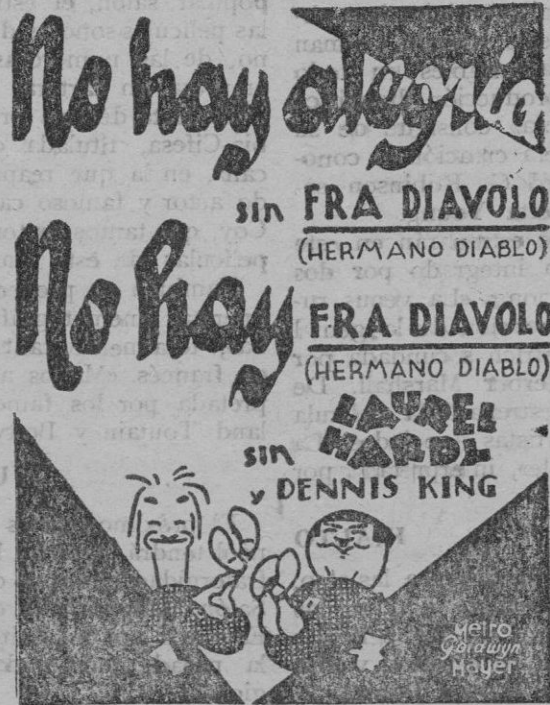 No hay alegria
sin FRA DIAVOLO
(HERMANO DIABLO)
No hay FRA DIAVOLO
(HERMANO DIABLO)
sin LAUREL
HARDY
y DENNIS KING
Metro
Goldwyn
Mayer